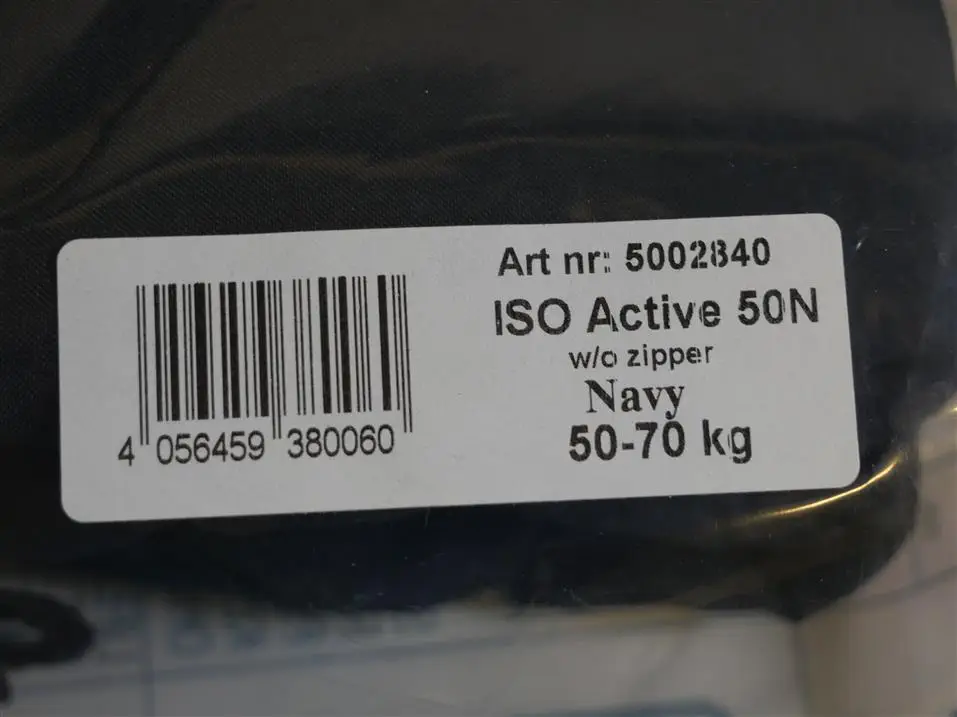 Art nr: 5002840
ISO Active 50N
w/o zipper
Navy
50-70 kg
4 056459 380060